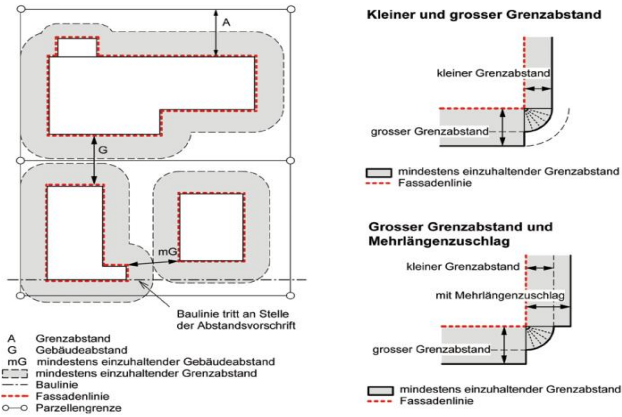 A
G
mG
Baulinie tritt an Stelle
der Abstandsvorschrift
A Grenzabstand
G Gebäudeabstand
mG mindestens einzuhaltender Gebäudeabstand
mindestens einzuhaltender Grenzabstand
Baulinie
Fassadenlinie
Parzellengrenze
Kleiner und grosser Grenzabstand
kleiner Grenzabstand
grosser Grenzabstand
mindestens einzuhaltender Grenzabstand
Fassadenlinie
Grosser Grenzabstand und
Mehrlängenzuschlag
kleiner Grenzabstand
mit Mehrlängenzuschlag
grosser Grenzabstand
mindestens einzuhaltender Grenzabstand
Fassadenlinie